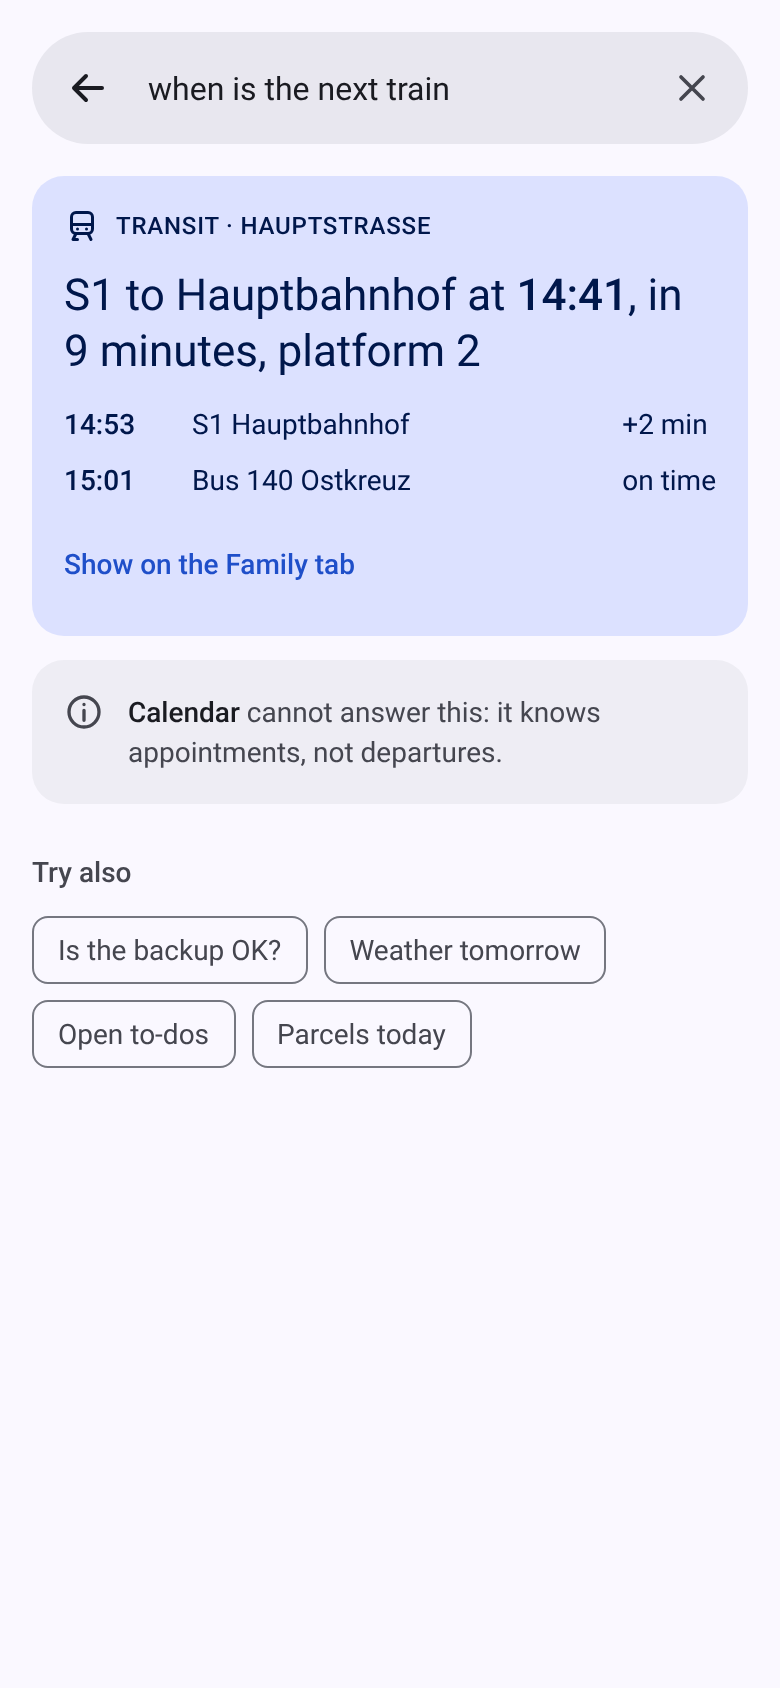 when is the next train
TRANSIT · HAUPTSTRASSE
S1 to Hauptbahnhof at 14:41, in
9 minutes, platform 2
14:53 S1 Hauptbahnhof +2 min
15:01 Bus 140 Ostkreuz on time
Show on the Family tab
Calendar cannot answer this: it knows
appointments, not departures.
Try also
Is the backup OK? Weather tomorrow
Open to-dos Parcels today